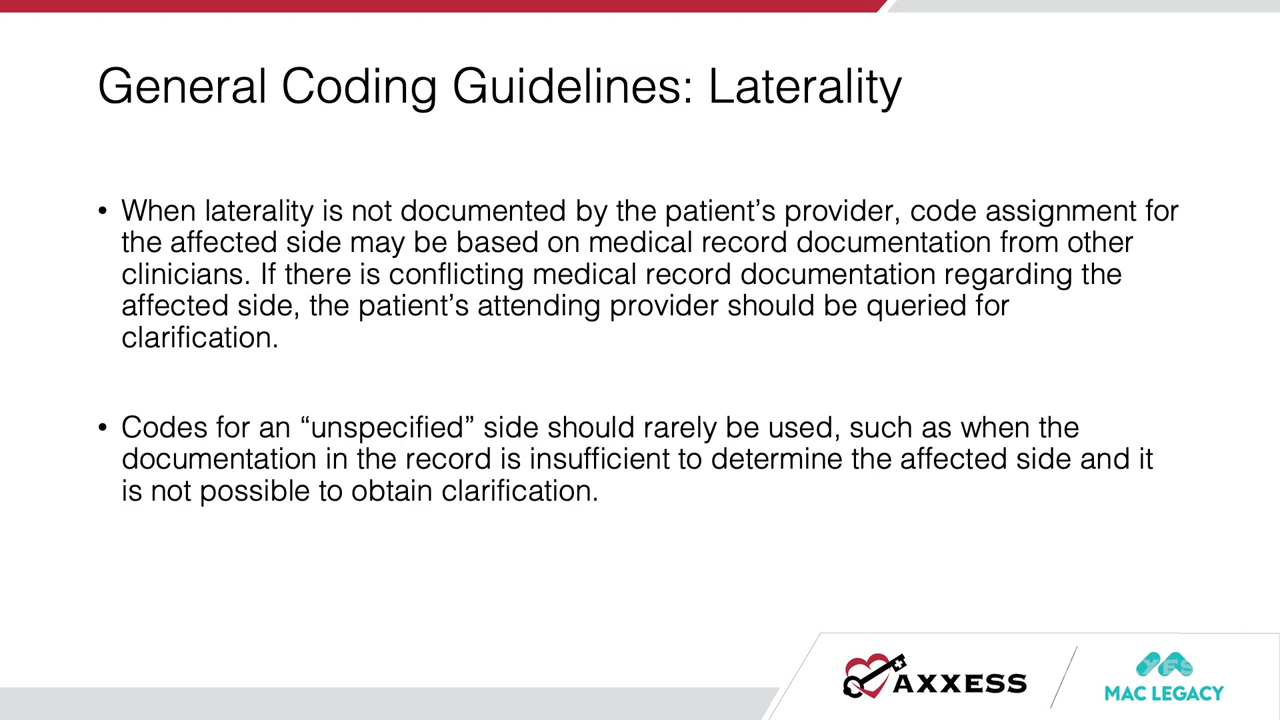 General Coding Guidelines: Laterality
• When laterality is not documented by the patient’s provider, code assignment for
the affected side may be based on medical record documentation from other
clinicians. If there is conflicting medical record documentation regarding the
affected side, the patient’s attending provider should be queried for
clarification.
• Codes for an “unspecified” side should rarely be used, such as when the
documentation in the record is insufficient to determine the affected side and it
is not possible to obtain clarification.
AXXESS
MAC LEGACY